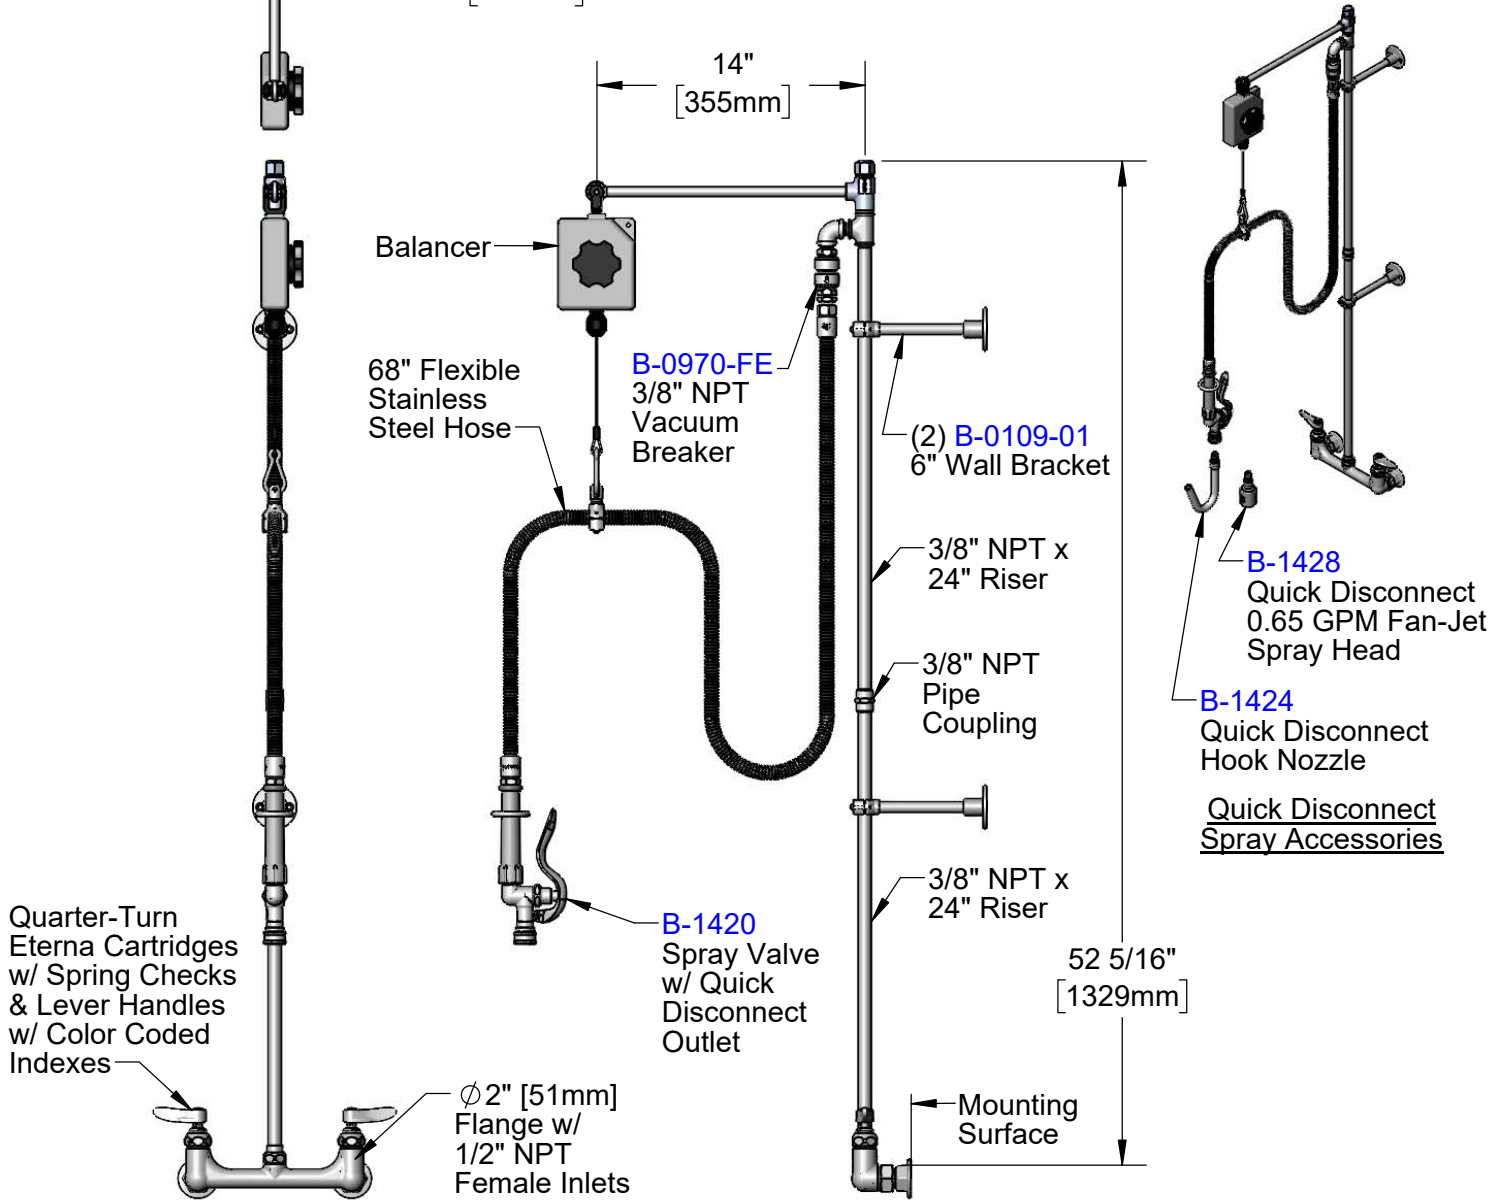 14"
[355mm]
Balancer
68" Flexible
Stainless
Steel Hose
B-0970-FE
3/8" NPT
Vacuum
Breaker
(2) B-0109-01
6" Wall Bracket
3/8" NPT x
24" Riser
3/8" NPT
Pipe
Coupling
3/8" NPT x
24" Riser
B-1428
Quick Disconnect
0.65 GPM Fan-Jet
Spray Head
B-1424
Quick Disconnect
Hook Nozzle
Quick Disconnect
Spray Accessories
Quarter-Turn
Eterna Cartridges
w/ Spring Checks
& Lever Handles
w/ Color Coded
Indexes
B-1420
Spray Valve
w/ Quick
Disconnect
Outlet
52 5/16"
[1329mm]
∅2" [51mm]
Flange w/
1/2" NPT
Female Inlets
Mounting
Surface